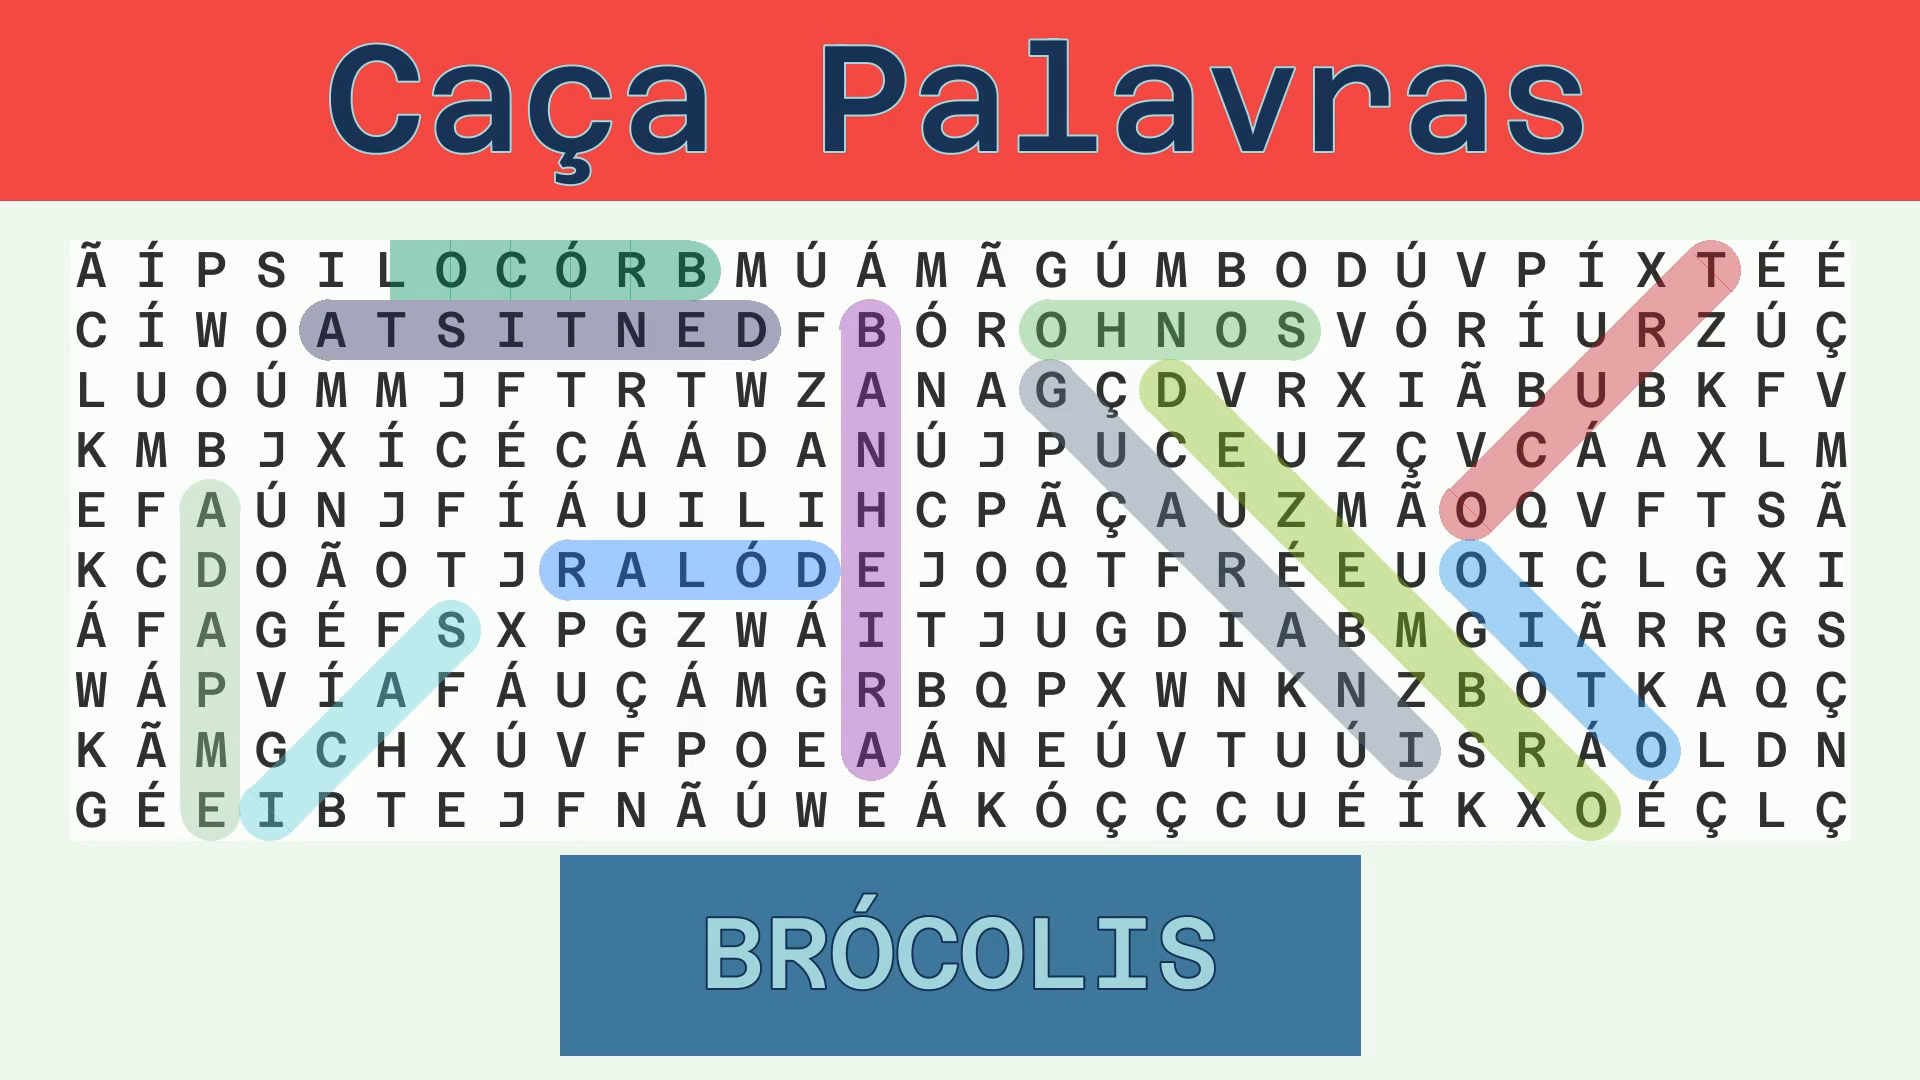 Caça Palavras
Ã Í P S I L O C Ó R B M Ú Á M Ã G Ú M B O D Ú V P Í X T É É
C Í W O A T S I T N E D F B Ó R O H N O S V Ó R Í U R Z Ú Ç
L U O Ú M M J F T R T W Z A N A G Ç D V R X I Ã B U B K F V
K M B J X Í C É C Á Á D A N Ú J P U C E U Z Ç V C Á A X L M
E F A Ú N J F Í Á U I L I H C P Ã Ç A U Z M Ã O Q V F T S Ã
K C D O Ã O T J R A L Ó D E J O Q T F R É E U O I C L G X I
Á F A G É F S X P G Z W Á I T J U G D I A B M G I Ã R R G S
W Á P V Í A F Á U Ç Á M G R B Q P X W N K N Z B O T K A Q Ç
K Ã M G C H X Ú V F P O E A Á N E Ú V T U Ú I S R Á O L D N
G É E I B T E J F N Ã Ú W E Á K Ó Ç Ç C U É Í K X O É Ç L Ç
BRÓCOLIS